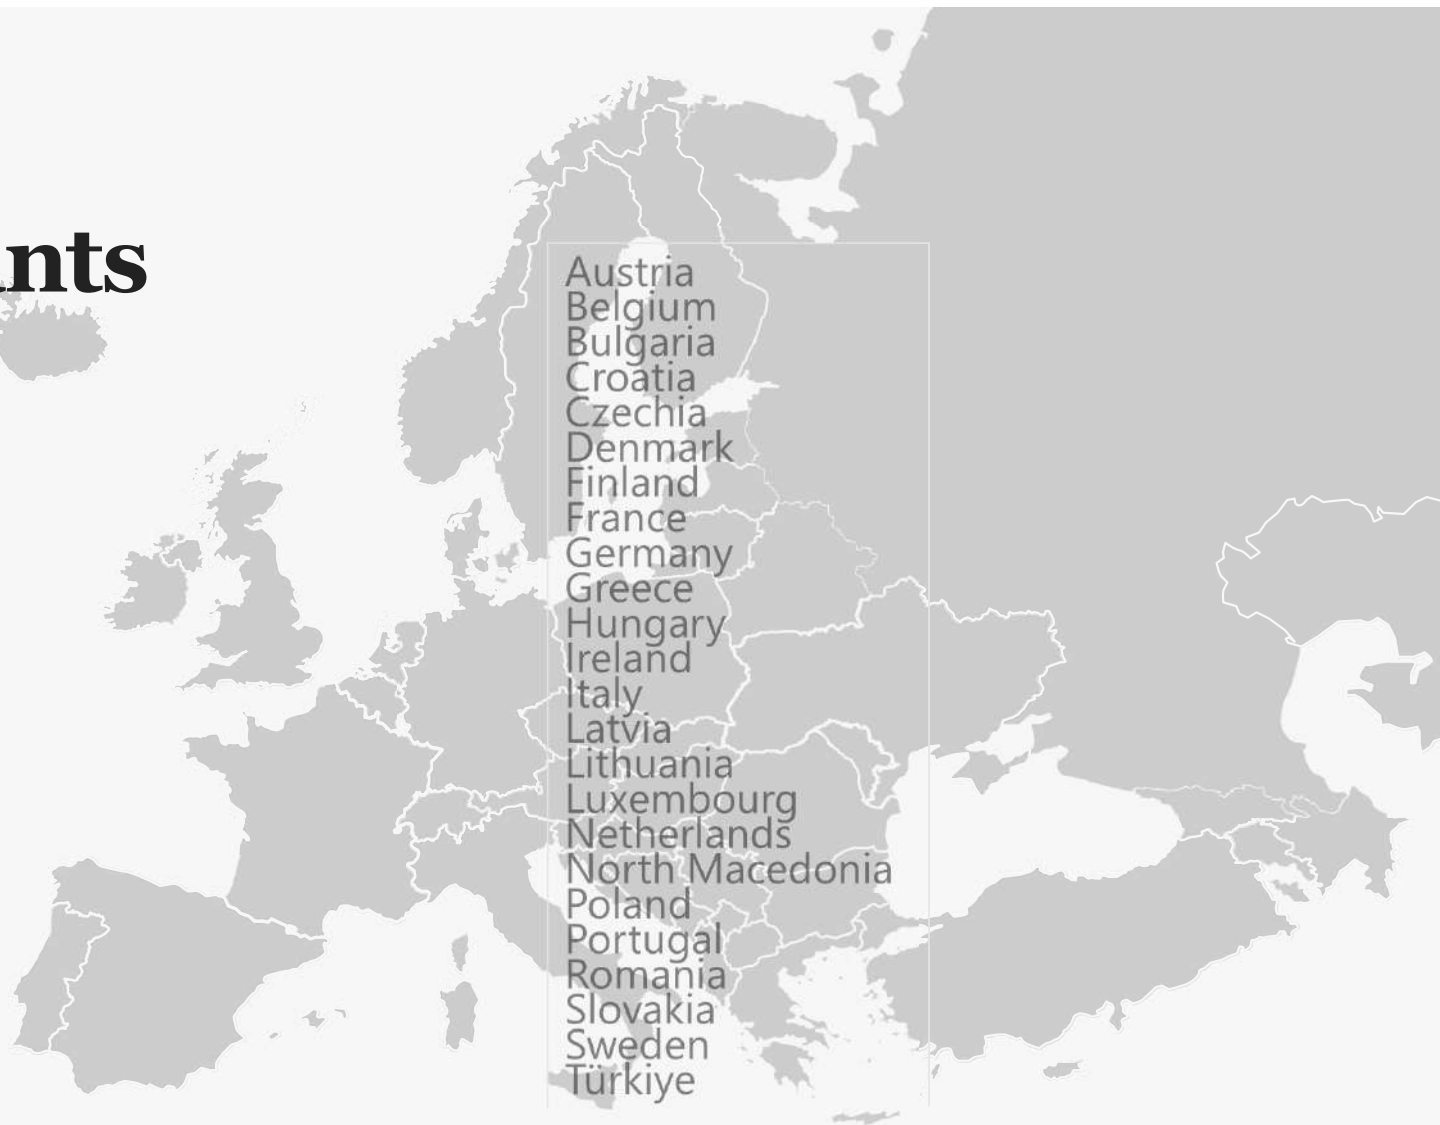 nts
Austria
Belgium
Bulgaria
Croatia
Czechia
Denmark
Finland
France
Germany
Greece
Hungary
Ireland
Italy
Latvia
Lithuania
Luxembourg
Netherlands
North Macedonia
Poland
Portugal
Romania
Slovakia
Sweden
Türkiye